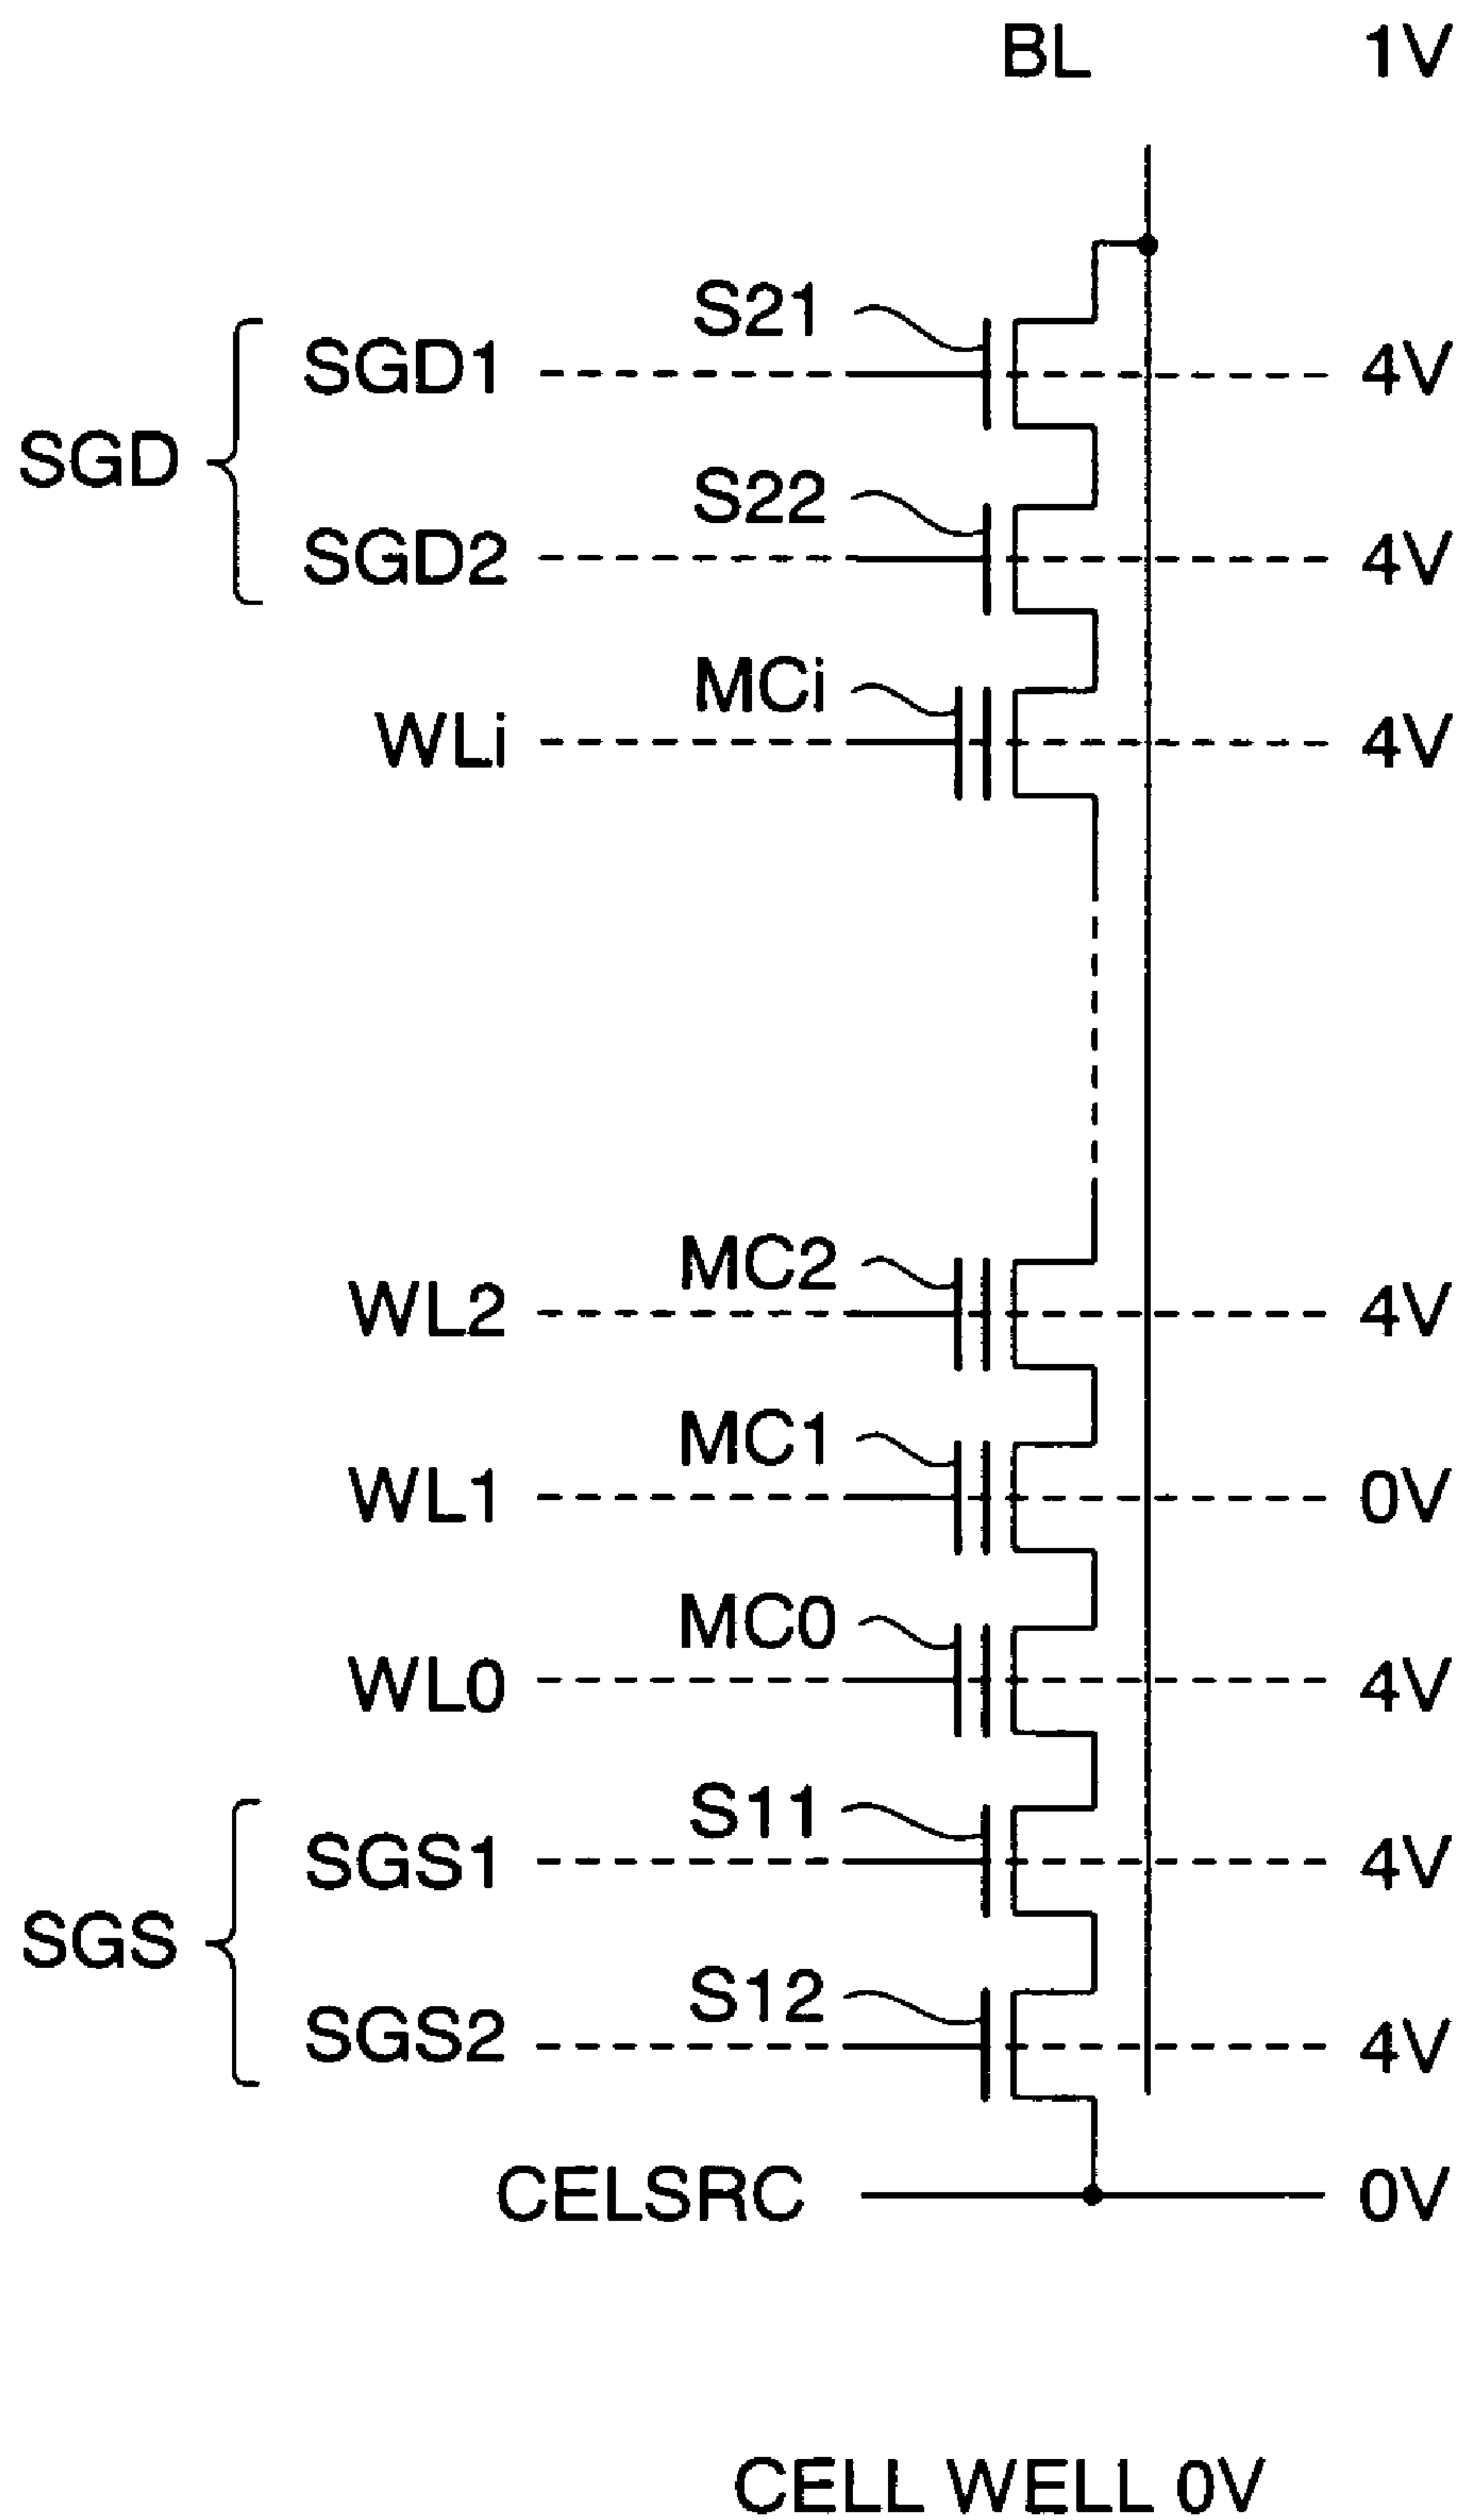 BL 1V
S21
SGD1 4V
SGD
S22
SGD2 4V
MCi
WLi 4V
MC2
WL2 4V
MC1
WL1 0V
MC0
WL0 4V
S11
SGS1 4V
SGS
S12
SGS2 4V
CELSRC 0V
CELL WELL 0V